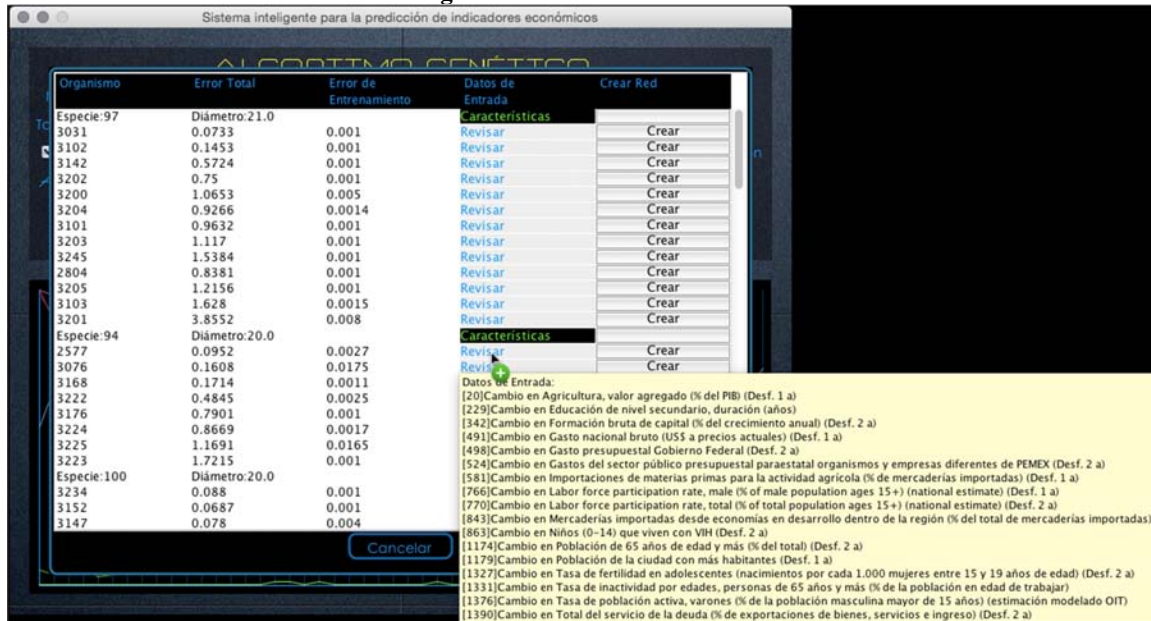 Sistema inteligente para la predicción de indicadores económicos
ALGORITMO GENÉTICO
Organismo Error Total Error de Entrenamiento Datos de Entrada Crear Red
Especie:97 Diámetro:21.0 Características
3031 0.0733 0.001 Revisar Crear
3102 0.1453 0.001 Revisar Crear
3142 0.5724 0.001 Revisar Crear
3202 0.75 0.001 Revisar Crear
3200 1.0653 0.005 Revisar Crear
3204 0.9266 0.0014 Revisar Crear
3101 0.9632 0.001 Revisar Crear
3203 1.117 0.001 Revisar Crear
3245 1.5384 0.001 Revisar Crear
2804 0.8381 0.001 Revisar Crear
3205 1.2156 0.001 Revisar Crear
3103 1.628 0.0015 Revisar Crear
3201 3.8552 0.008 Revisar Crear
Especie:94 Diámetro:20.0 Características
2577 0.0952 0.0027 Revisar Crear
3076 0.1608 0.0175 Revisar Crear
3168 0.1714 0.0011
3222 0.4845 0.0025
3176 0.7901 0.001
3224 0.8669 0.0017
3225 1.1691 0.0165
3223 1.7215 0.001
Especie:100 Diámetro:20.0
3234 0.088 0.001
3152 0.0687 0.001
3147 0.078 0.004
Cancelar
Datos de Entrada:
[20]Cambio en Agricultura, valor agregado (% del PIB) (Desf. 1 a)
[229]Cambio en Educación de nivel secundario, duración (años)
[342]Cambio en Formación bruta de capital (% del crecimiento anual) (Desf. 2 a)
[491]Cambio en Gasto nacional bruto (US$ a precios actuales) (Desf. 1 a)
[498]Cambio en Gasto presupuestal Gobierno Federal (Desf. 2 a)
[524]Cambio en Gastos del sector público presupuestal paraestatal organismos y empresas diferentes de PEMEX (Desf. 2 a)
[581]Cambio en Importaciones de materias primas para la actividad agrícola (% de mercaderías importadas) (Desf. 1 a)
[766]Cambio en Labor force participation rate, male (% of male population ages 15+) (national estimate) (Desf. 1 a)
[770]Cambio en Labor force participation rate, total (% of total population ages 15+) (national estimate) (Desf. 2 a)
[843]Cambio en Mercaderías importadas desde economías en desarrollo dentro de la región (% del total de mercaderías importadas)
[863]Cambio en Niños (0-14) que viven con VIH (Desf. 2 a)
[1174]Cambio en Población de 65 años de edad y más (% del total) (Desf. 2 a)
[1179]Cambio en Población de la ciudad con más habitantes (Desf. 1 a)
[1327]Cambio en Tasa de fertilidad en adolescentes (nacimientos por cada 1.000 mujeres entre 15 y 19 años de edad) (Desf. 2 a)
[1331]Cambio en Tasa de inactividad por edades, personas de 65 años y más (% de la población en edad de trabajar)
[1376]Cambio en Tasa de población activa, varones (% de la población masculina mayor de 15 años) (estimación modelado OIT)
[1390]Cambio en Total del servicio de la deuda (% de exportaciones de bienes, servicios e ingreso) (Desf. 2 a)